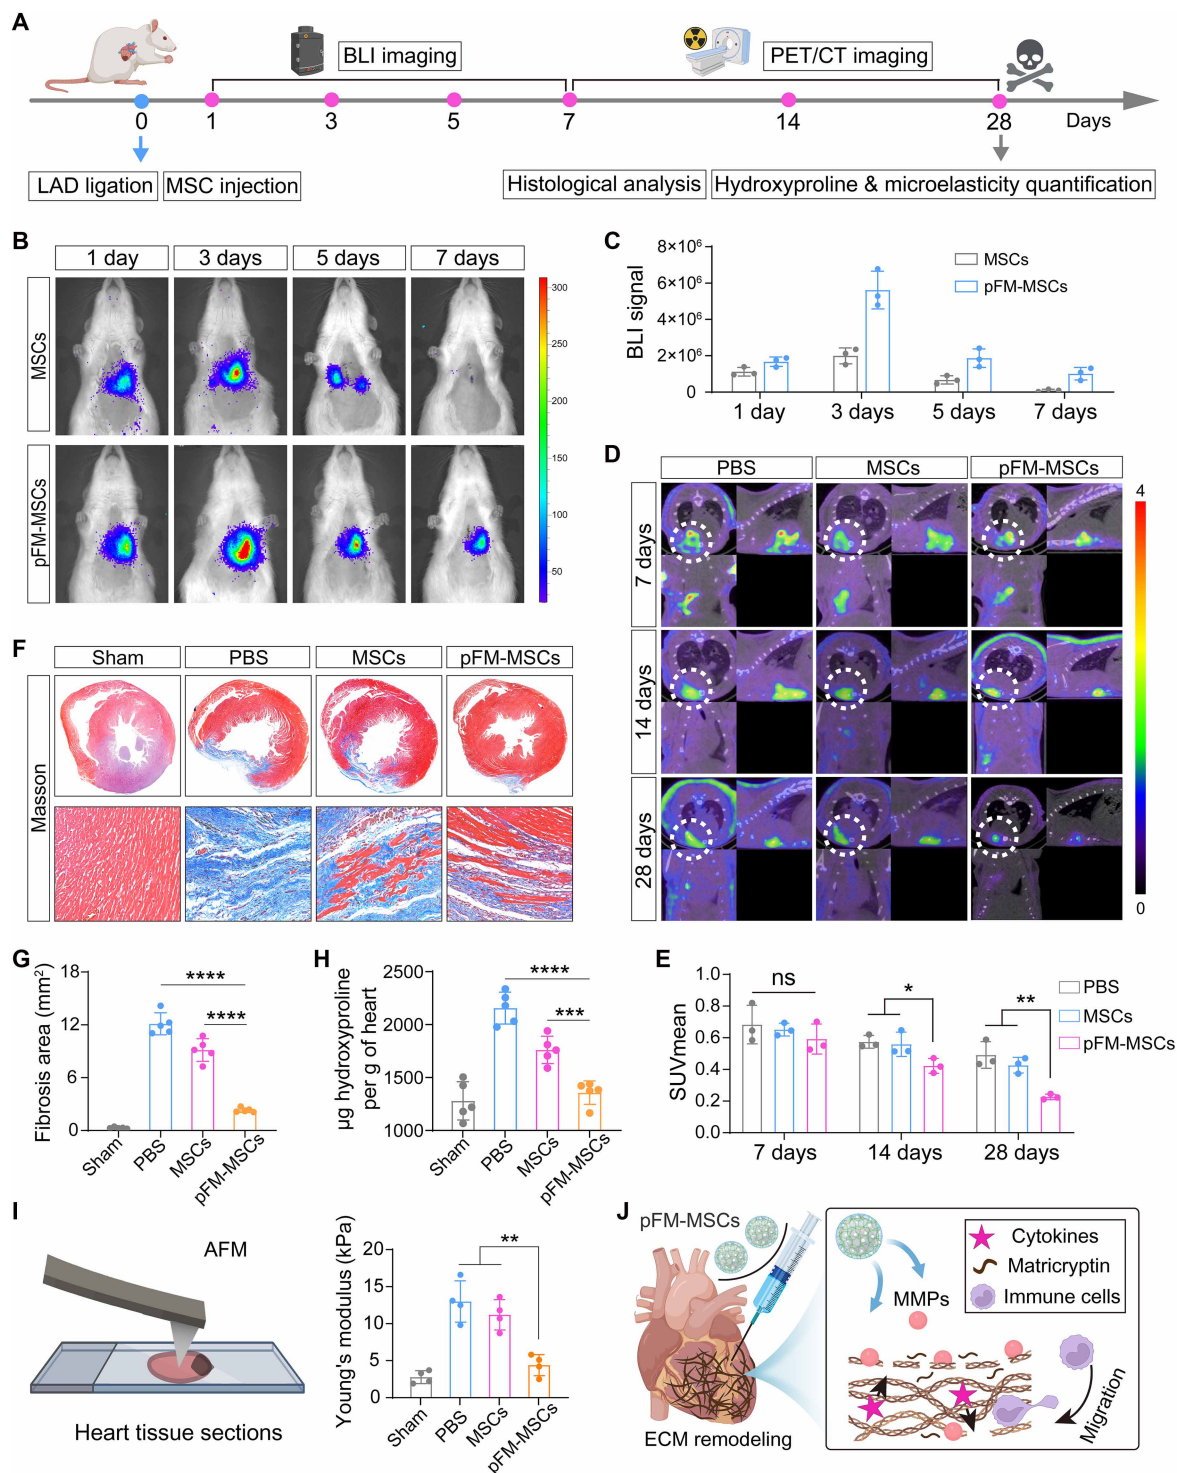 A
BLI imaging
PET/CT imaging
0
1
3
5
7
14
28
Days
LAD ligation
MSC injection
Histological analysis
Hydroxyproline & microelasticity quantification
B
1 day
3 days
5 days
7 days
MSCs
pFM-MSCs
300
250
200
150
100
50
C
BLI signal
8×10⁶
6×10⁶
4×10⁶
2×10⁶
0
MSCs
pFM-MSCs
1 day
3 days
5 days
7 days
D
PBS
MSCs
pFM-MSCs
7 days
14 days
28 days
4
0
F
Sham
PBS
MSCs
pFM-MSCs
Masson
G
Fibrosis area (mm²)
18
12
6
0
****
****
Sham
PBS
MSCs
pFM-MSCs
H
µg hydroxyproline
per g of heart
2500
2000
1500
1000
****
***
Sham
PBS
MSCs
pFM-MSCs
E
SUVmean
1.0
0.8
0.6
0.4
0.2
0.0
ns
*
**
PBS
MSCs
pFM-MSCs
7 days
14 days
28 days
I
AFM
Heart tissue sections
Young's modulus (kPa)
20
15
10
5
0
**
Sham
PBS
MSCs
pFM-MSCs
J
pFM-MSCs
ECM remodeling
MMPs
Cytokines
Matricryptin
Immune cells
Migration